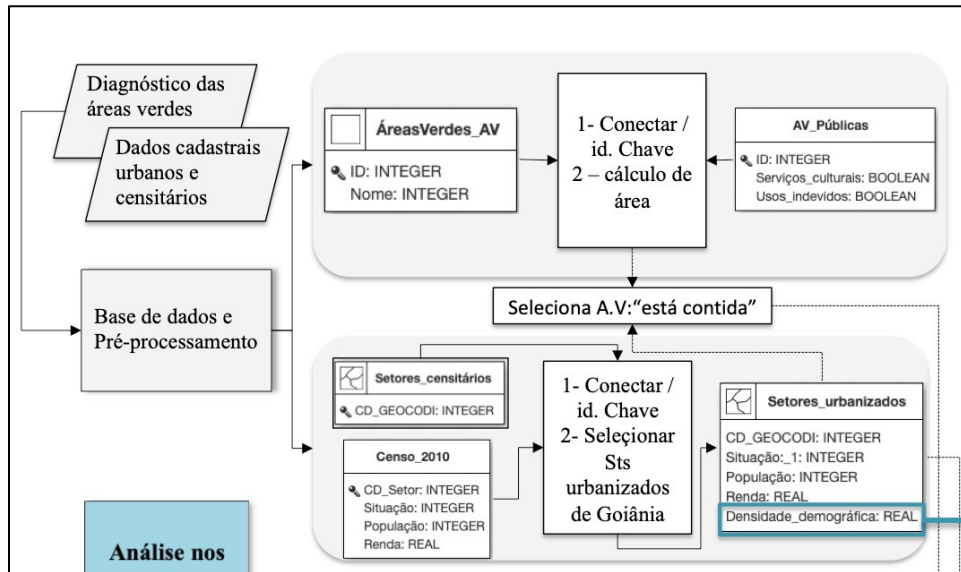 Diagnóstico das
áreas verdes
Dados cadastrais
urbanos e
censitários
Base de dados e
Pré-processamento
ÁreasVerdes_AV
ID: INTEGER
Nome: INTEGER
1- Conectar /
id. Chave
2 – cálculo de
área
AV_Públicas
ID: INTEGER
Serviços_culturais: BOOLEAN
Usos_indevidos: BOOLEAN
Seleciona A.V:“está contida”
Setores_censitários
CD_GEOCODI: INTEGER
Censo_2010
CD_Setor: INTEGER
Situação: INTEGER
População: INTEGER
Renda: REAL
1- Conectar /
id. Chave
2- Seleçionar
Sts
urbanizados
de Goiânia
Setores_urbanizados
CD_GEOCODI: INTEGER
Situação:_1: INTEGER
População: INTEGER
Renda: REAL
Densidade_demográfica: REAL
Análise nos